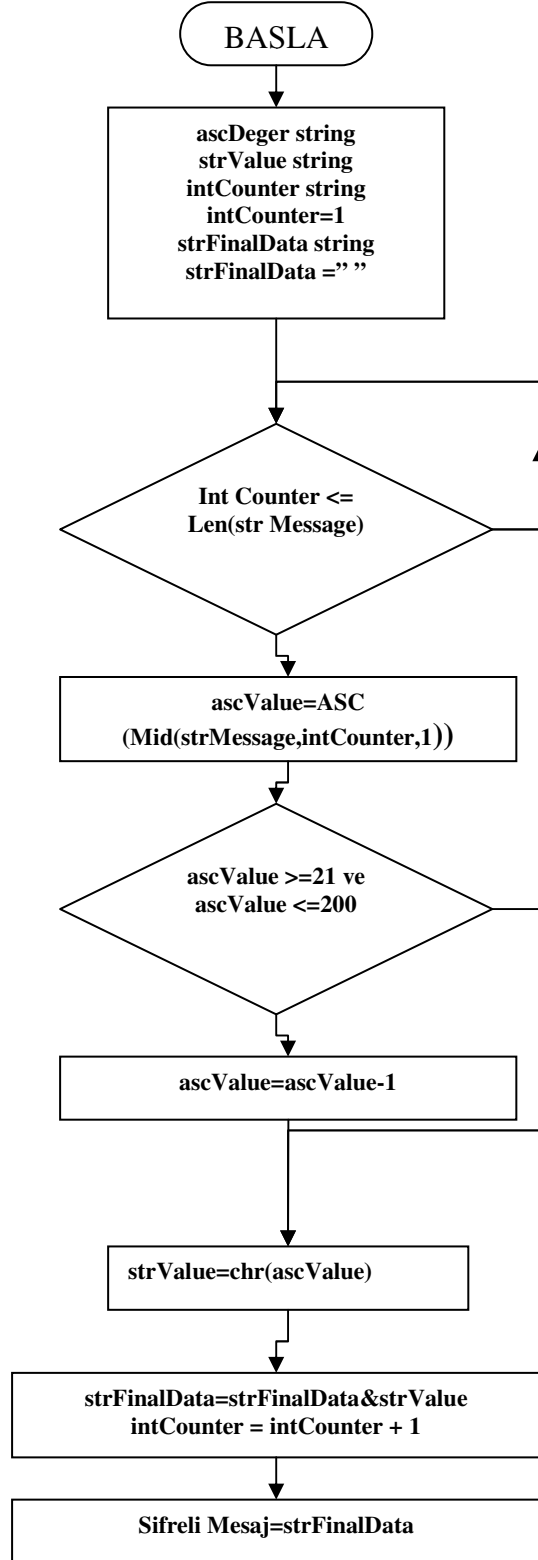 BASLA
ascDeger string
strValue string
intCounter string
intCounter=1
strFinalData string
strFinalData =” ”
Int Counter <=
Len(str Message)
ascValue=ASC
(Mid(strMessage,intCounter,1))
ascValue >=21 ve
ascValue <=200
ascValue=ascValue-1
strValue=chr(ascValue)
strFinalData=strFinalData&strValue
intCounter = intCounter + 1
Sifreli Mesaj=strFinalData